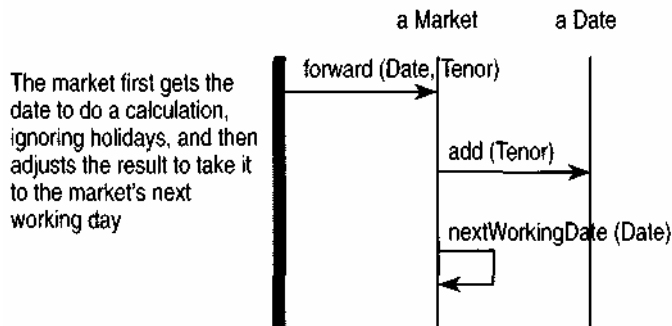 a Market a Date
forward (Date, Tenor)
The market first gets the
date to do a calculation,
ignoring holidays, and then
adjusts the result to take it
to the market's next
working day
add (Tenor)
nextWorkingDate (Date)